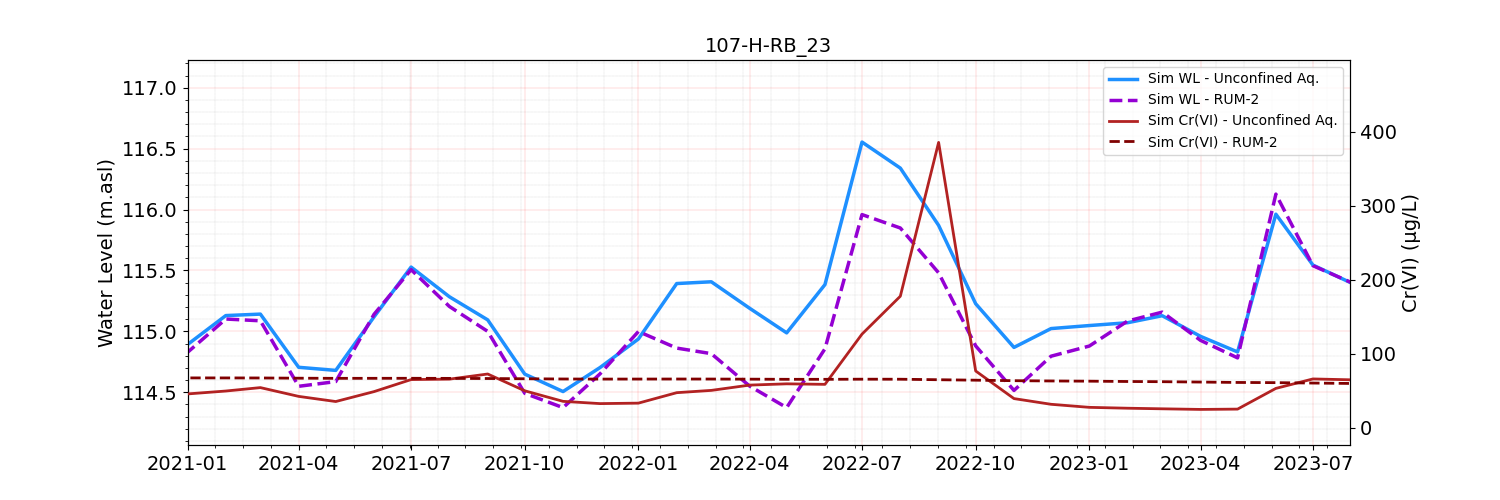 107-H-RB_23
Water Level (m.asl)
117.0
116.5
116.0
115.5
115.0
114.5
Sim WL - Unconfined Aq.
Sim WL - RUM-2
Sim Cr(VI) - Unconfined Aq.
Sim Cr(VI) - RUM-2
400
300
200
100
0
Cr(VI) (μg/L)
2021-01 2021-04 2021-07 2021-10 2022-01 2022-04 2022-07 2022-10 2023-01 2023-04 2023-07